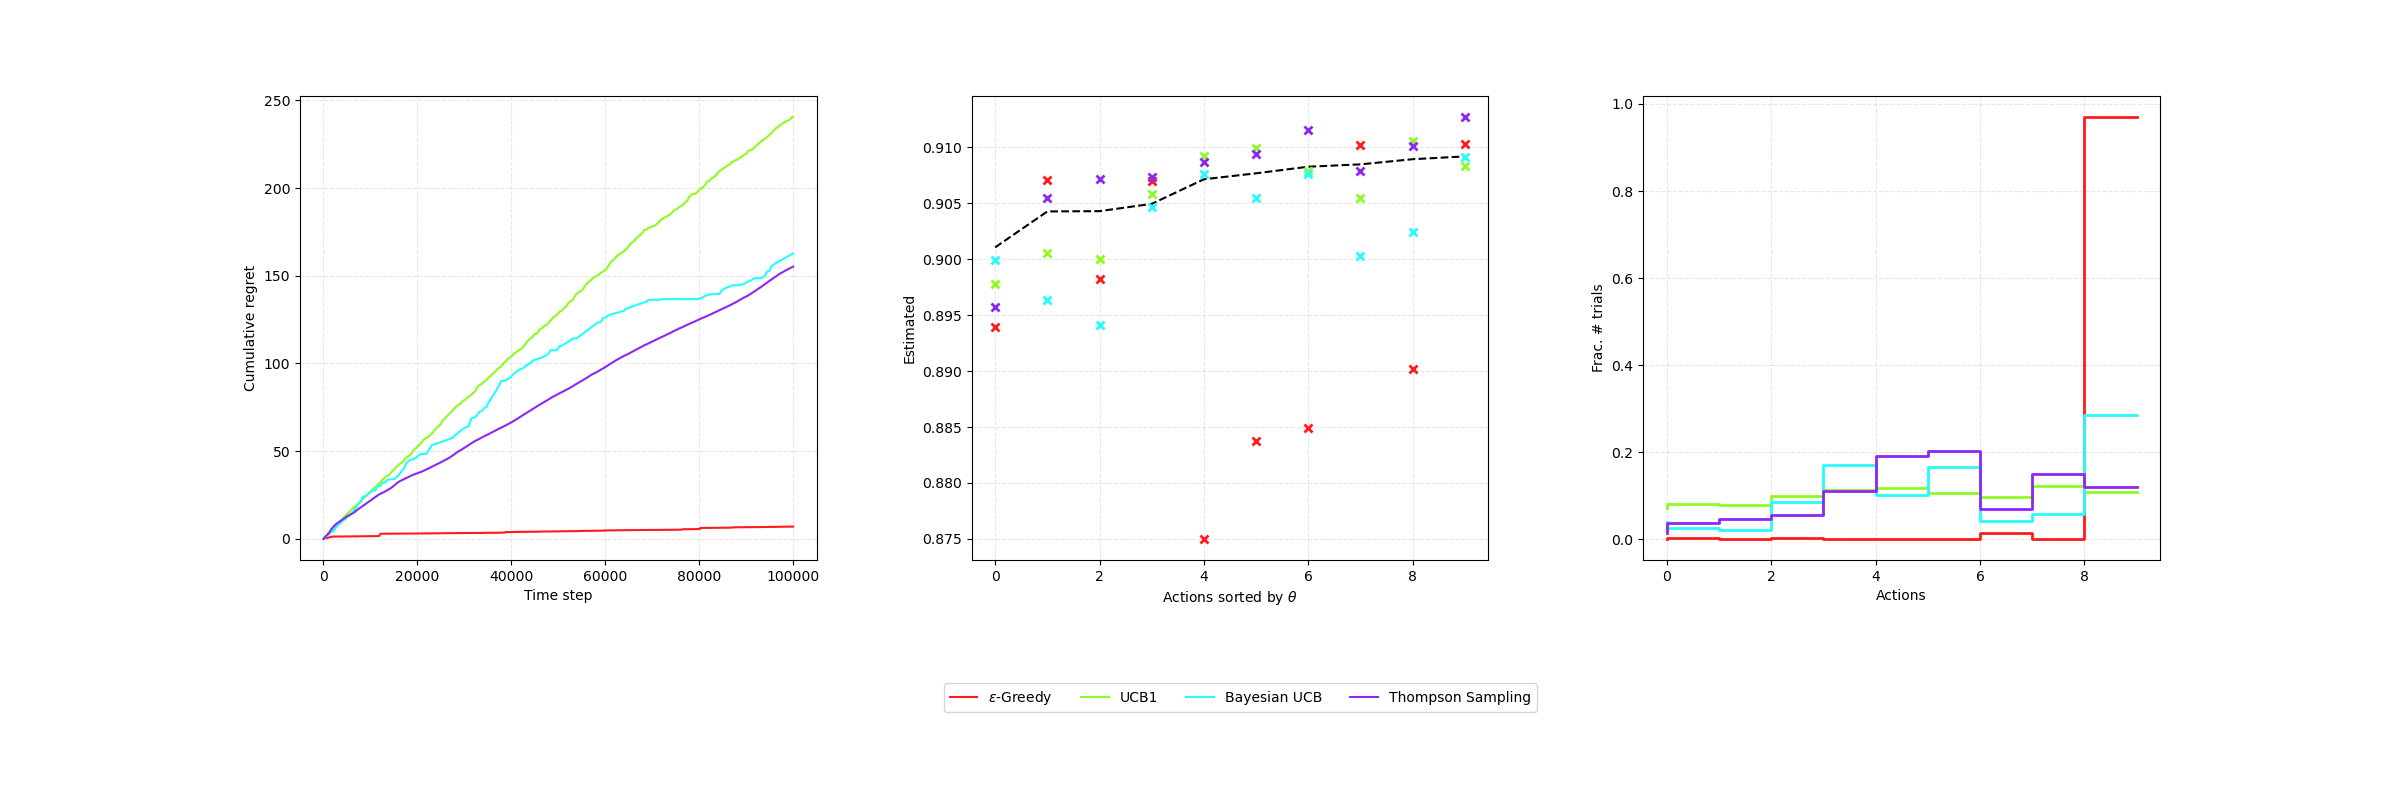 250
200
150
100
50
0
Cumulative regret
0 20000 40000 60000 80000 100000
Time step
0.910
0.905
0.900
0.895
0.890
0.885
0.880
0.875
Estimated
0 2 4 6 8
Actions sorted by θ
1.0
0.8
0.6
0.4
0.2
0.0
Frac. # trials
0 2 4 6 8
Actions
ε-Greedy UCB1 Bayesian UCB Thompson Sampling